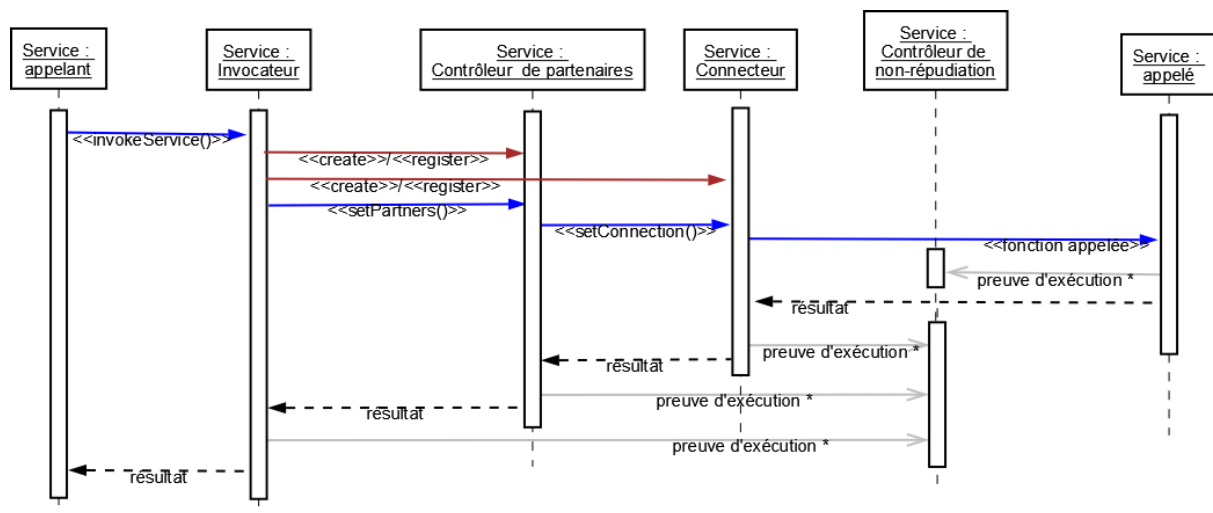 Service :
appelant
Service :
Invocateur
Service :
Contrôleur de partenaires
Service :
Connecteur
Service :
Contrôleur de
non-répudiation
Service :
appelé
<<invokeService()>>
<<create>>/<<register>>
<<create>>/<<register>>
<<setPartners()>>
<<setConnection()>>
<<fonction appelée>>
preuve d'exécution *
résultat
preuve d'exécution *
résultat
preuve d'exécution *
résultat
preuve d'exécution *
résultat